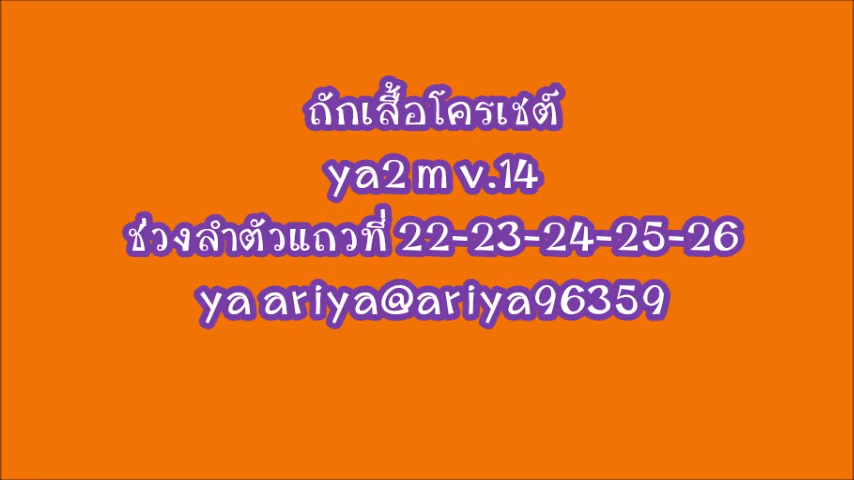 ถักเสื้อโครเชต์
ya2 m v.14
ช่วงลำตัวแถวที่ 22-23-24-25-26
ya ariya@ariya96359